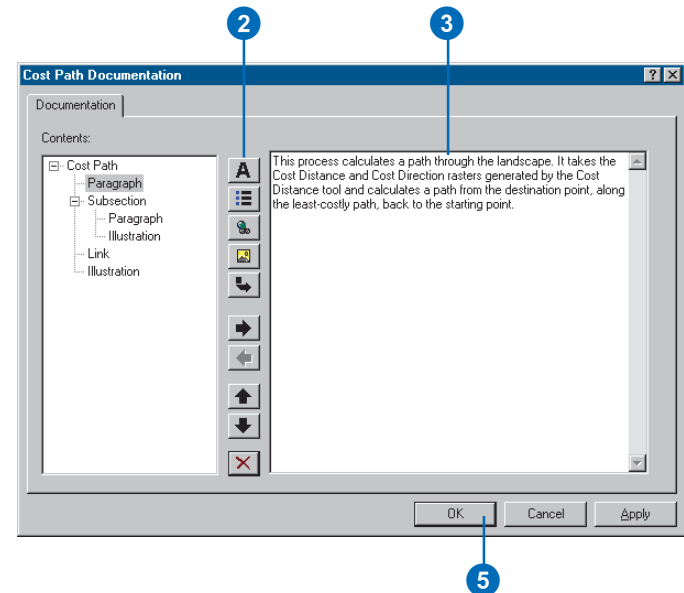 2
3
Cost Path Documentation
Documentation
Contents:
Cost Path
Paragraph
Subsection
Paragraph
Illustration
Link
Illustration
A
This process calculates a path through the landscape. It takes the
Cost Distance and Cost Direction rasters generated by the Cost
Distance tool and calculates a path from the destination point, along
the least-costly path, back to the starting point.
OK
Cancel
Apply
5